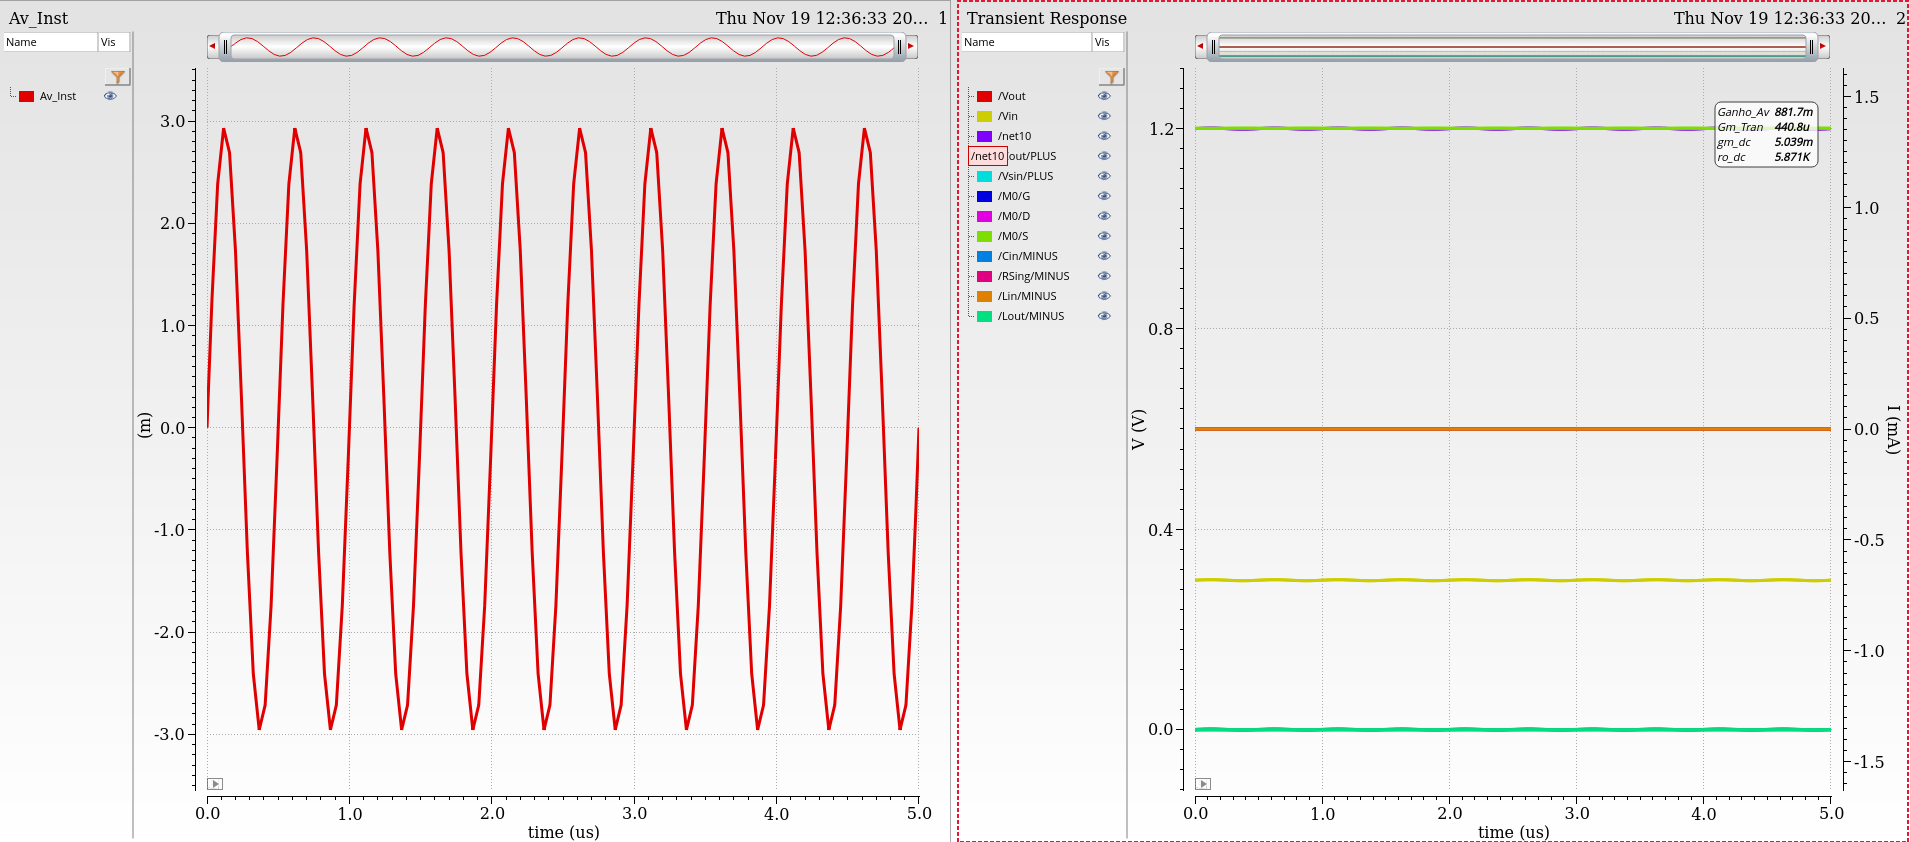 Av_Inst
Thu Nov 19 12:36:33 20... 1
Name Vis
Av_Inst
3.0
2.0
1.0
0.0
-1.0
-2.0
-3.0
(m)
0.0 1.0 2.0 3.0 4.0 5.0
time (us)
Transient Response
Thu Nov 19 12:36:33 20... 2
Name Vis
/Vout
/Vin
/net10
/net10 out/PLUS
/Vsin/PLUS
/M0/G
/M0/D
/M0/S
/Cin/MINUS
/RSing/MINUS
/Lin/MINUS
/Lout/MINUS
1.2
0.8
0.4
0.0
V (V)
Ganho_Av 881.7m
Gm_Tran 440.8u
gm_dc 5.039m
ro_dc 5.871K
1.5
1.0
0.5
0.0
-0.5
-1.0
-1.5
I (mA)
0.0 1.0 2.0 3.0 4.0 5.0
time (us)